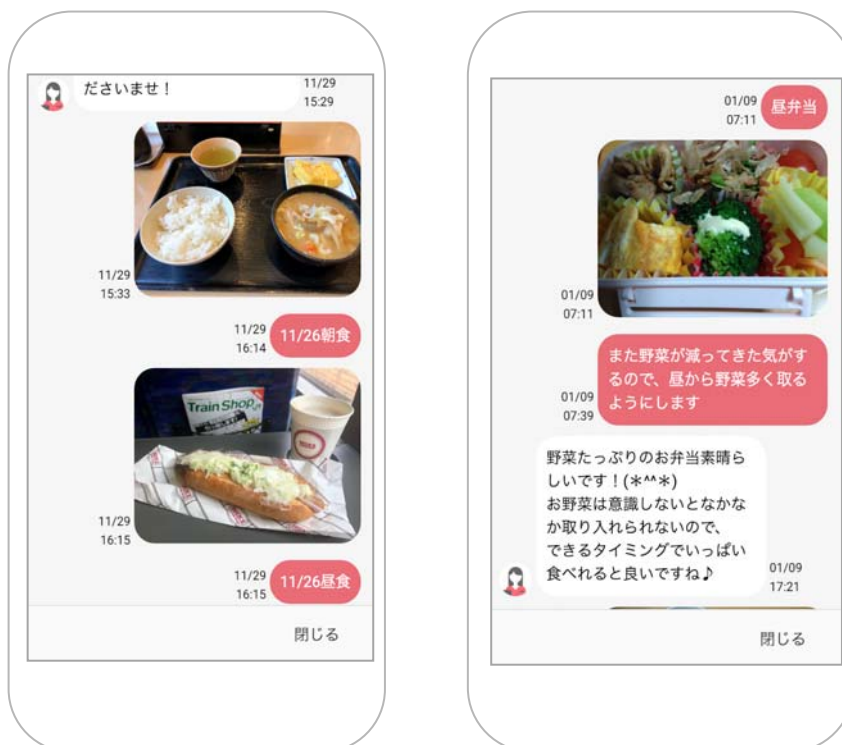 ださいませ！
11/29
15:29
11/29
15:33
11/29
16:14
11/26朝食
Train Shop
11/29
16:15
11/29
16:15
11/26昼食
閉じる
01/09
07:11
昼弁当
01/09
07:11
また野菜が減ってきた気がす
るので、昼から野菜多く取る
ようにします
01/09
07:39
野菜たっぷりのお弁当素晴ら
しいです！(＊^^＊)
お野菜は意識しないとなかな
か取り入れられないので、
できるタイミングでいっぱい
食べれると良いですね♪
01/09
17:21
閉じる